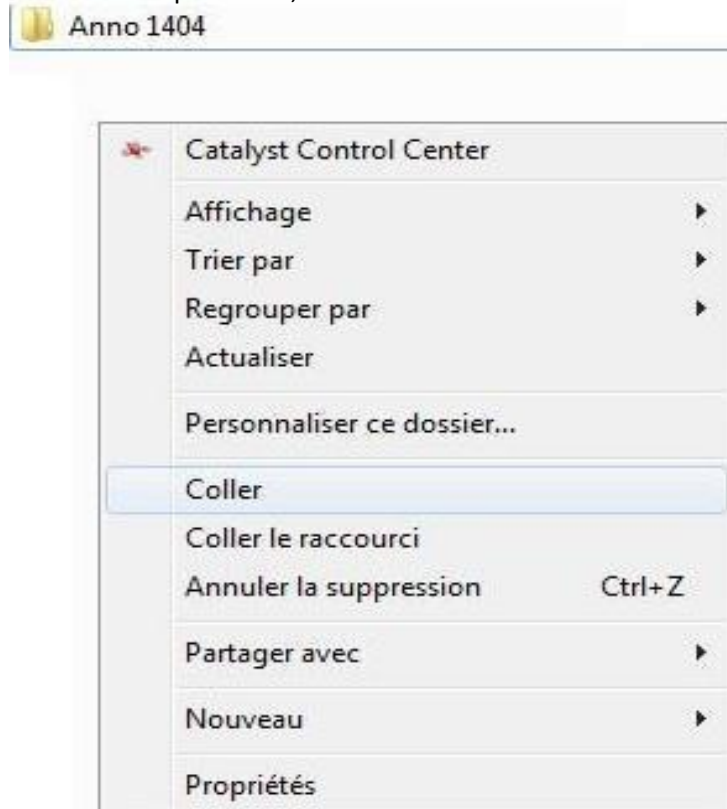 Anno 1404
Catalyst Control Center
Affichage
Trier par
Regrouper par
Actualiser
Personnaliser ce dossier...
Coller
Coller le raccourci
Annuler la suppression Ctrl+Z
Partager avec
Nouveau
Propriétés